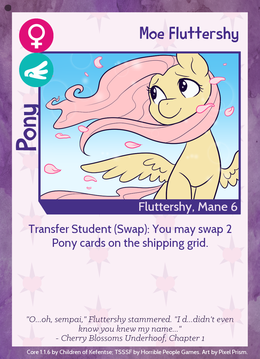 Moe Fluttershy
Pony
Fluttershy, Mane 6
Transfer Student (Swap): You may swap 2
Pony cards on the shipping grid.
"O...oh, sempai," Fluttershy stammered. "I d...didn't even
know you knew my name..."
- Cherry Blossoms Underhoof, Chapter 1
Core 1.1.6 by Children of Kefentse; TSSSF by Horrible People Games. Art by Pixel Prism.